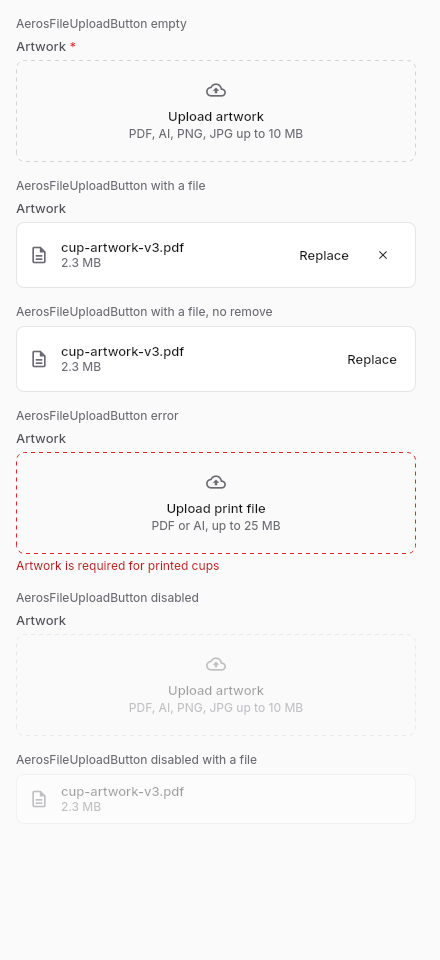 AerosFileUploadButton empty
Artwork *
Upload artwork
PDF, AI, PNG, JPG up to 10 MB
AerosFileUploadButton with a file
Artwork
cup-artwork-v3.pdf
2.3 MB
Replace ×
AerosFileUploadButton with a file, no remove
cup-artwork-v3.pdf
2.3 MB
Replace
AerosFileUploadButton error
Artwork
Upload print file
PDF or AI, up to 25 MB
Artwork is required for printed cups
AerosFileUploadButton disabled
Artwork
Upload artwork
PDF, AI, PNG, JPG up to 10 MB
AerosFileUploadButton disabled with a file
cup-artwork-v3.pdf
2.3 MB